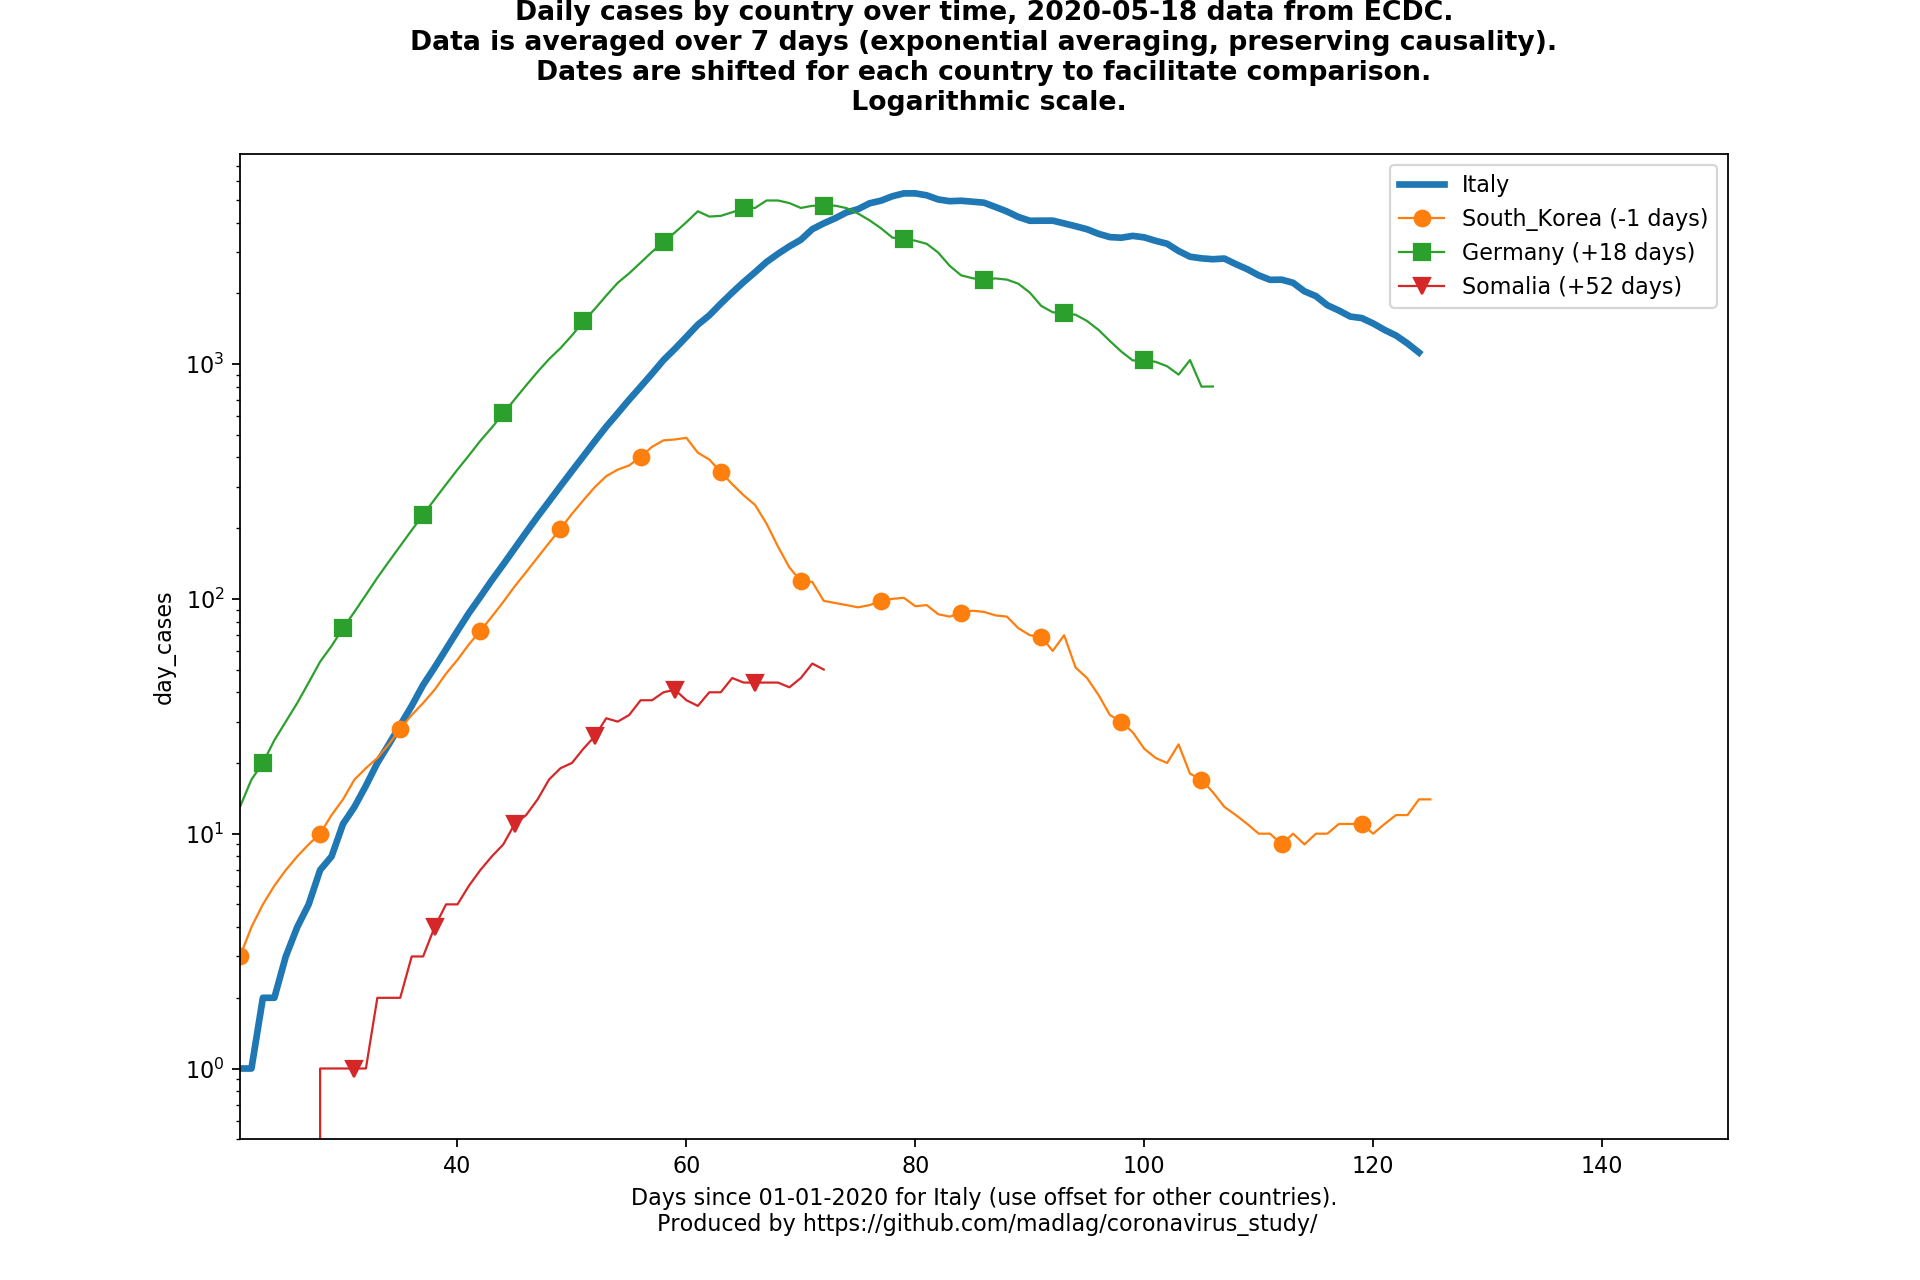 Daily cases by country over time, 2020-05-18 data from ECDC.
Data is averaged over 7 days (exponential averaging, preserving causality).
Dates are shifted for each country to facilitate comparison.
Logarithmic scale.
Italy
South_Korea (-1 days)
Germany (+18 days)
Somalia (+52 days)
day_cases
10³
10²
10¹
10⁰
40 60 80 100 120 140
Days since 01-01-2020 for Italy (use offset for other countries).
Produced by https://github.com/madlag/coronavirus_study/